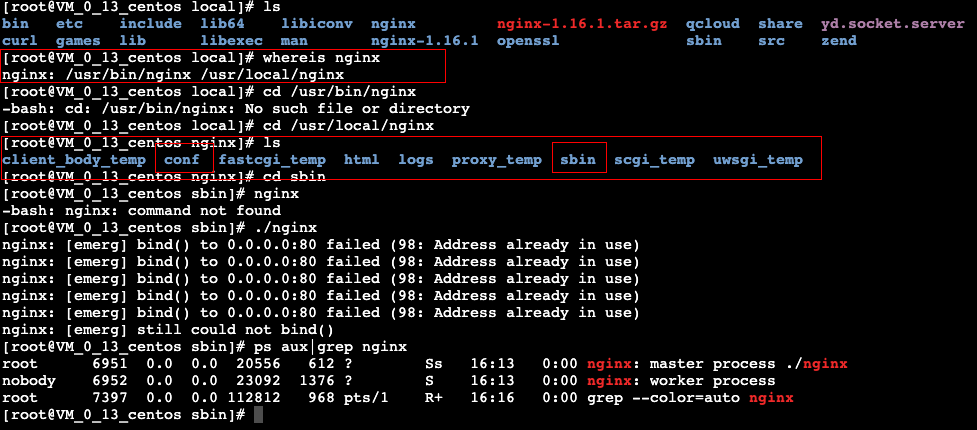 [root@VM_0_13_centos local]# ls
bin    etc    include  lib64    libiconv  nginx         nginx-1.16.1.tar.gz  qcloud  share  yd.socket.server
curl   games  lib      libexec  man       nginx-1.16.1  openssl              sbin    src    zend
[root@VM_0_13_centos local]# whereis nginx
nginx: /usr/bin/nginx /usr/local/nginx
[root@VM_0_13_centos local]# cd /usr/bin/nginx
-bash: cd: /usr/bin/nginx: No such file or directory
[root@VM_0_13_centos local]# cd /usr/local/nginx
[root@VM_0_13_centos nginx]# ls
client_body_temp  conf  fastcgi_temp  html  logs  proxy_temp  sbin  scgi_temp  uwsgi_temp
[root@VM_0_13_centos nginx]# cd sbin
[root@VM_0_13_centos sbin]# nginx
-bash: nginx: command not found
[root@VM_0_13_centos sbin]# ./nginx
nginx: [emerg] bind() to 0.0.0.0:80 failed (98: Address already in use)
nginx: [emerg] bind() to 0.0.0.0:80 failed (98: Address already in use)
nginx: [emerg] bind() to 0.0.0.0:80 failed (98: Address already in use)
nginx: [emerg] bind() to 0.0.0.0:80 failed (98: Address already in use)
nginx: [emerg] bind() to 0.0.0.0:80 failed (98: Address already in use)
nginx: [emerg] still could not bind()
[root@VM_0_13_centos sbin]# ps aux|grep nginx
root      6951  0.0  0.0  20556   612 ?        Ss   16:13   0:00 nginx: master process ./nginx
nobody    6952  0.0  0.0  23092  1376 ?        S    16:13   0:00 nginx: worker process
root      7397  0.0  0.0 112812   968 pts/1    R+   16:16   0:00 grep --color=auto nginx
[root@VM_0_13_centos sbin]#